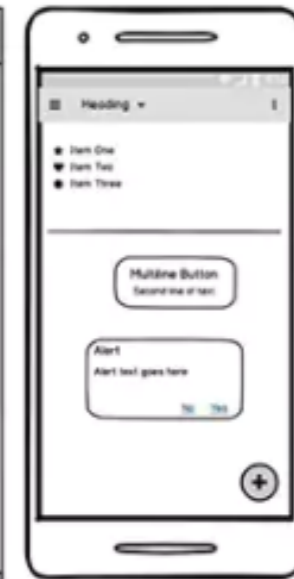 Heading
Item One
Item Two
Item Three
Multiline Button
Second line of text
Alert
Alert text goes here
No Yes